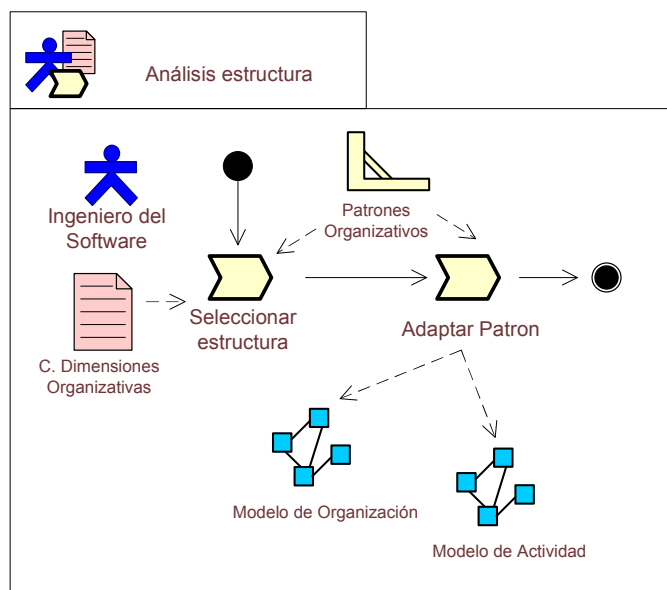 Análisis estructura
Ingeniero del
Software
Patrones
Organizativos
Seleccionar
estructura
Adaptar Patron
C. Dimensiones
Organizativas
Modelo de Organización
Modelo de Actividad